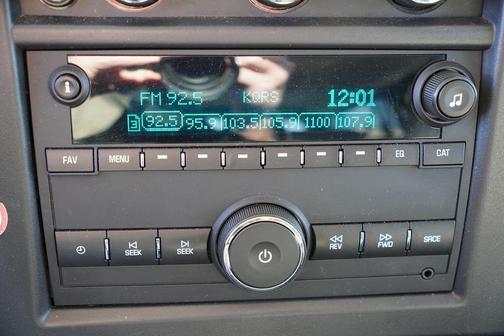 FM 92.5 KQRS 12:01
3 92.5 95.9 103.5 105.9 1100 107.9
FAV MENU EQ CAT
SEEK SEEK REV FWD SRCE